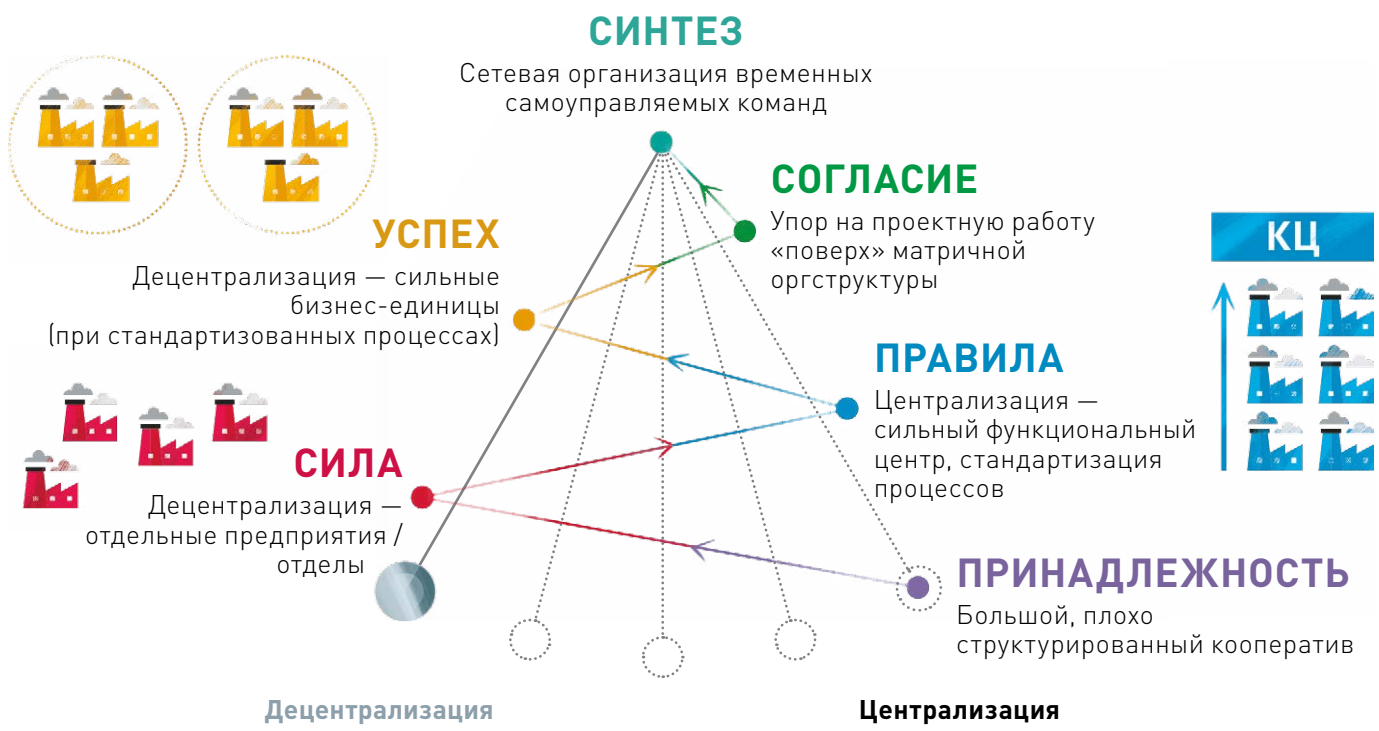 СИНТЕЗ
Сетевая организация временных
самоуправляемых команд
СОГЛАСИЕ
Упор на проектную работу
«поверх» матричной
оргструктуры
УСПЕХ
Децентрализация — сильные
бизнес-единицы
(при стандартизованных процессах)
КЦ
ПРАВИЛА
Централизация —
сильный функциональный
центр, стандартизация
процессов
СИЛА
Децентрализация —
отдельные предприятия /
отделы
ПРИНАДЛЕЖНОСТЬ
Большой, плохо
структурированный кооператив
Децентрализация
Централизация